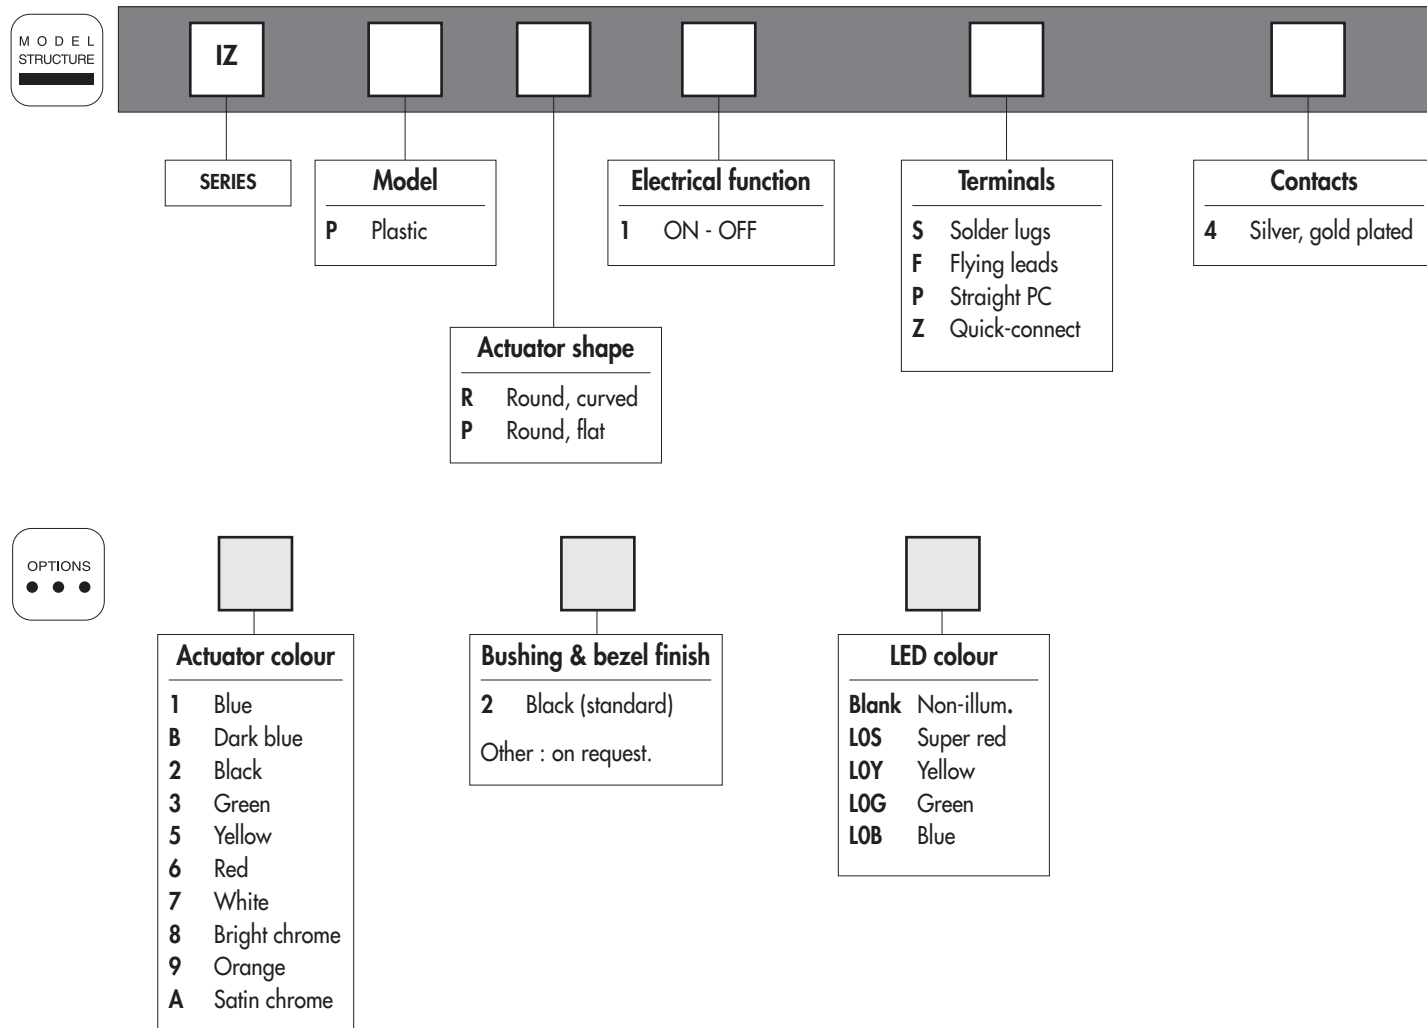 MODEL
STRUCTURE
IZ
SERIES
Model
P Plastic
Actuator shape
R Round, curved
P Round, flat
Electrical function
1 ON - OFF
Terminals
S Solder lugs
F Flying leads
P Straight PC
Z Quick-connect
Contacts
4 Silver, gold plated
OPTIONS
Actuator colour
1 Blue
B Dark blue
2 Black
3 Green
5 Yellow
6 Red
7 White
8 Bright chrome
9 Orange
A Satin chrome
Bushing & bezel finish
2 Black (standard)
Other : on request.
LED colour
Blank Non-illum.
L0S Super red
L0Y Yellow
L0G Green
L0B Blue